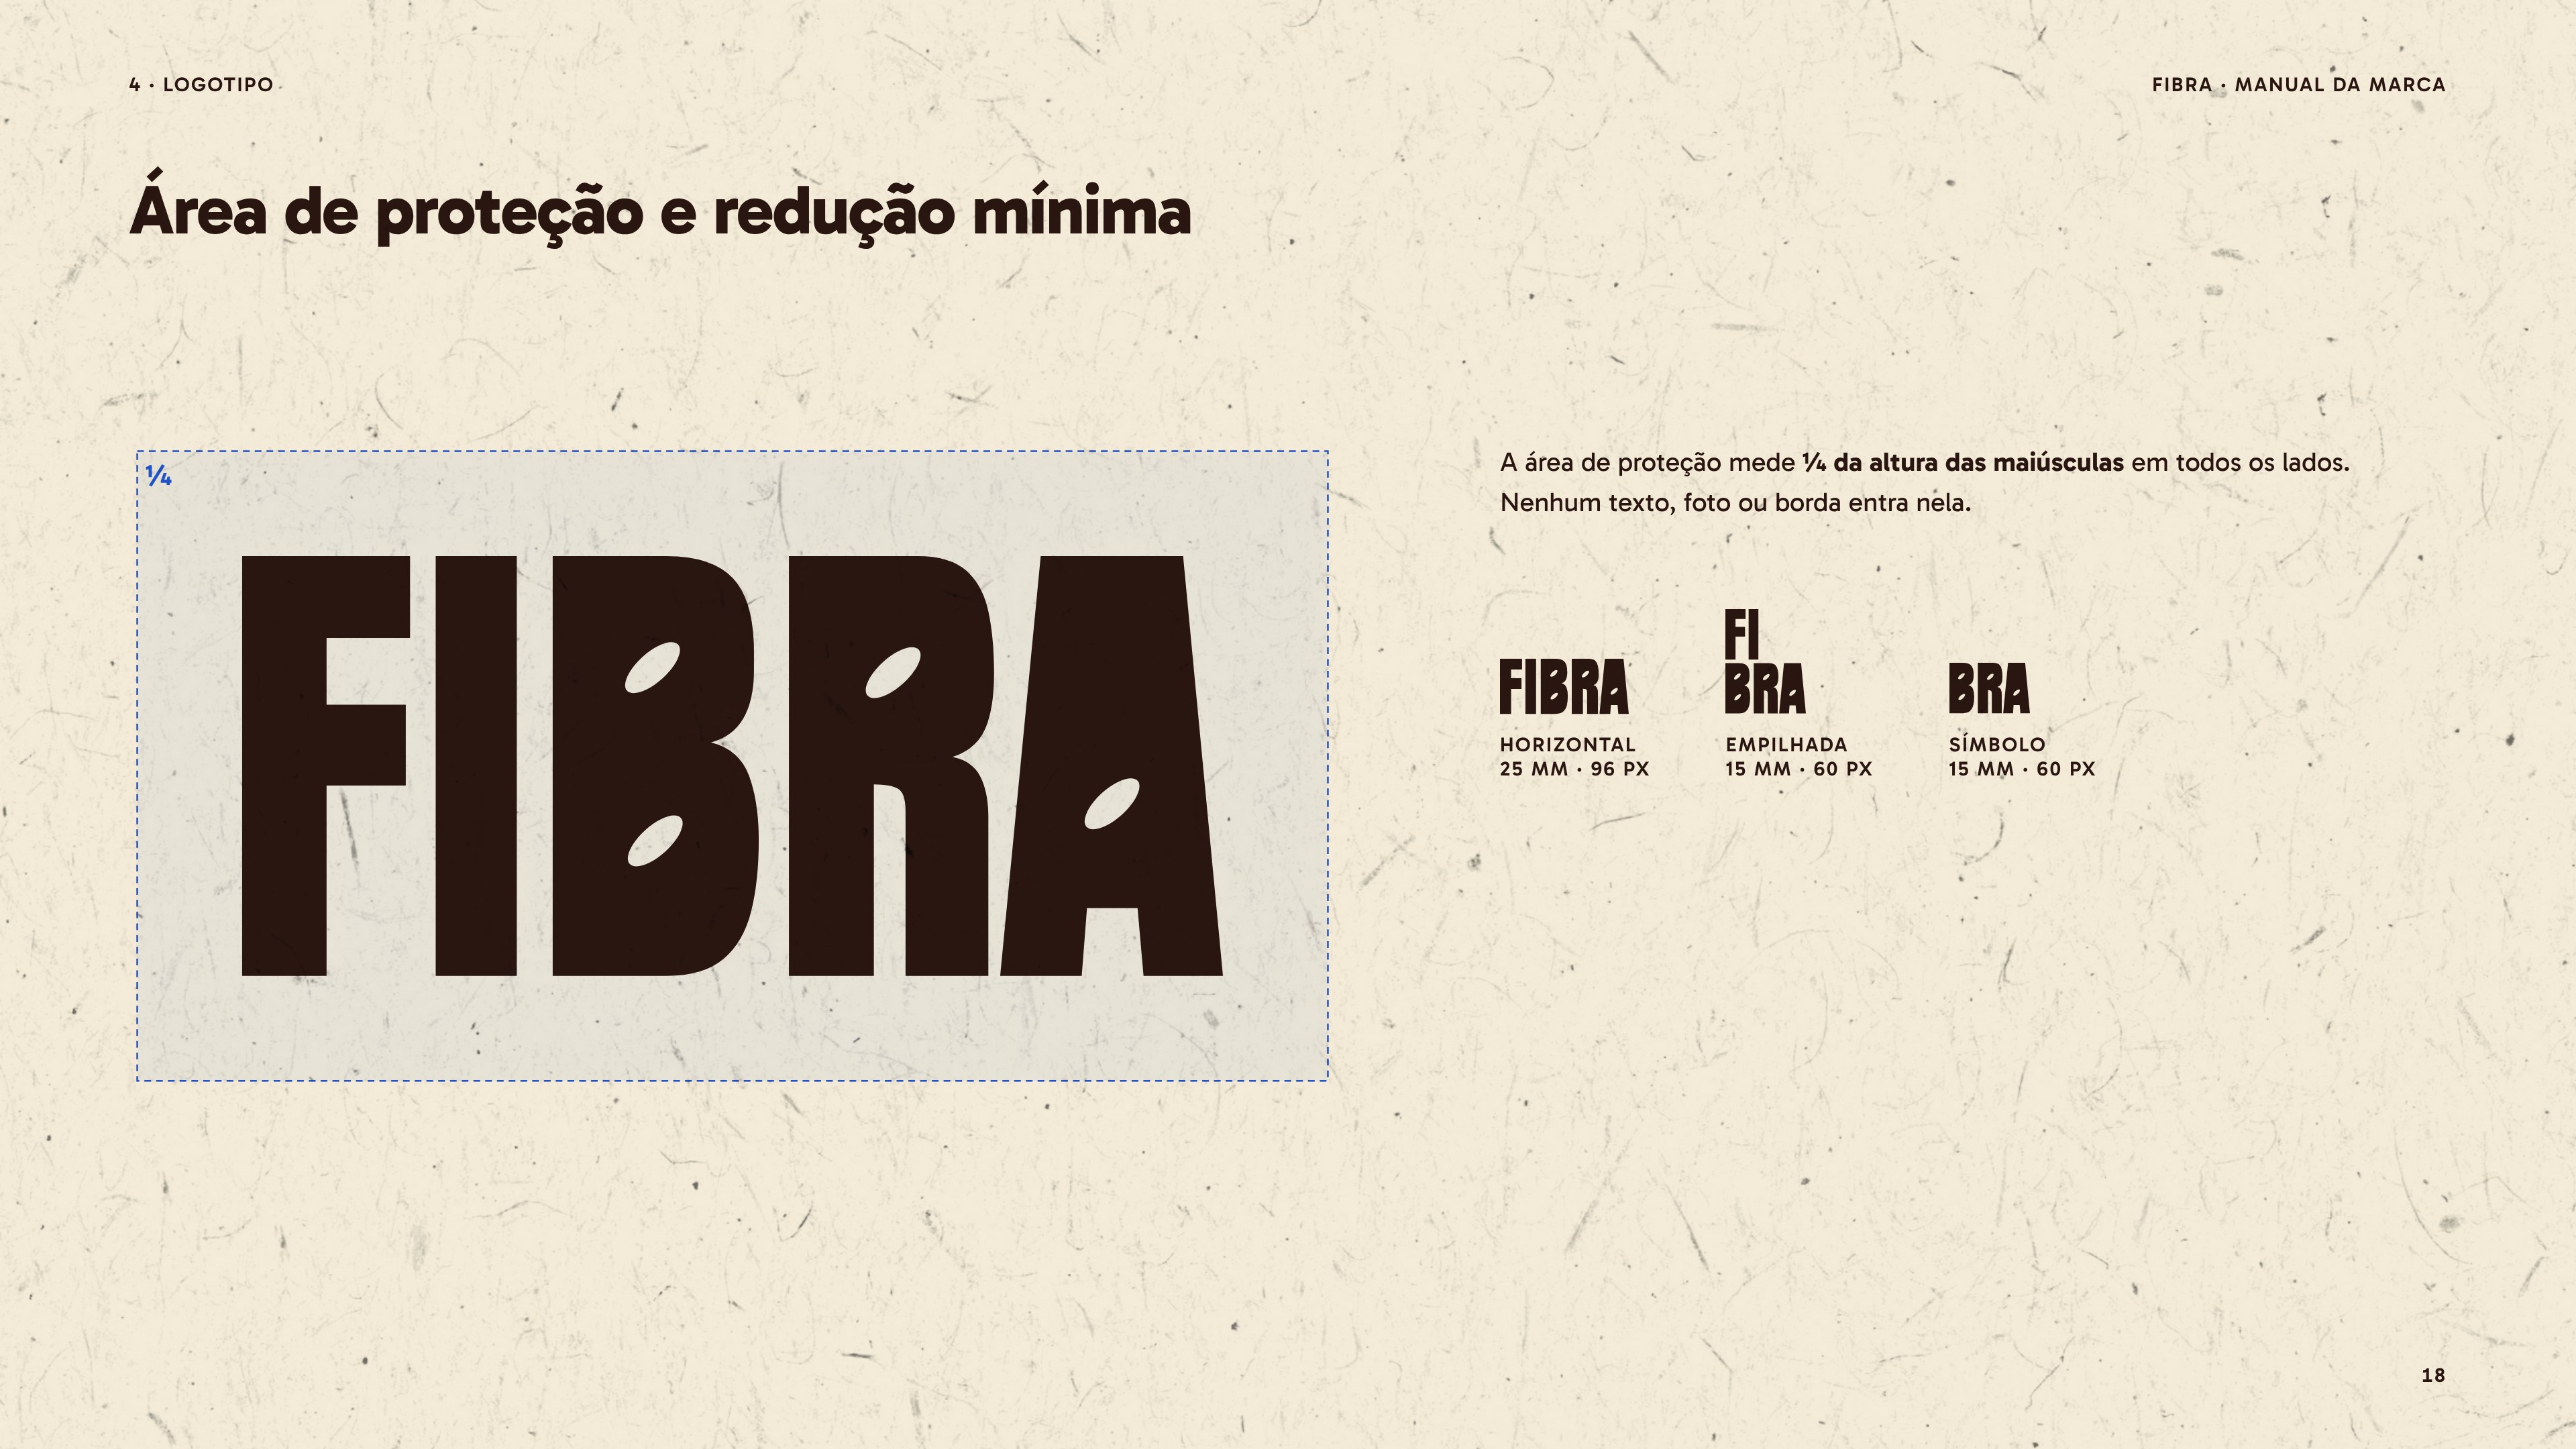 4 · LOGOTIPO
FIBRA · MANUAL DA MARCA
Área de proteção e redução mínima
¼
FIBRA
A área de proteção mede ¼ da altura das maiúsculas em todos os lados.
Nenhum texto, foto ou borda entra nela.
FIBRA
HORIZONTAL
25 MM · 96 PX
FI
BRA
EMPILHADA
15 MM · 60 PX
BRA
SÍMBOLO
15 MM · 60 PX
18